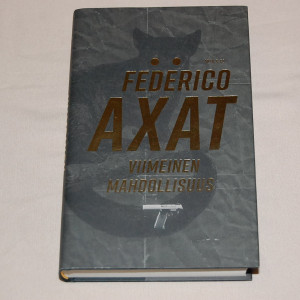 FEDERICO
AXAT
VIIMEINEN
MAHDOLLISUUS